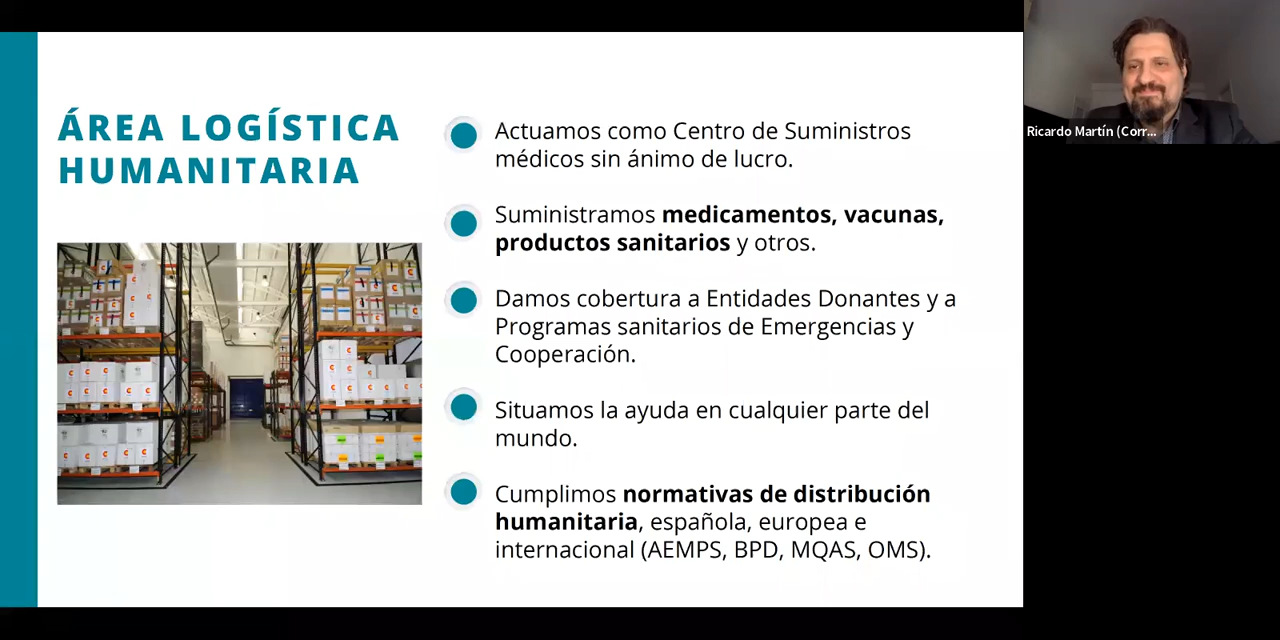 ÁREA LOGÍSTICA
HUMANITARIA
Actuamos como Centro de Suministros
médicos sin ánimo de lucro.
Suministramos medicamentos, vacunas,
productos sanitarios y otros.
Damos cobertura a Entidades Donantes y a
Programas sanitarios de Emergencias y
Cooperación.
Situamos la ayuda en cualquier parte del
mundo.
Cumplimos normativas de distribución
humanitaria, española, europea e
internacional (AEMPS, BPD, MQAS, OMS).
Ricardo Martín (Corr...